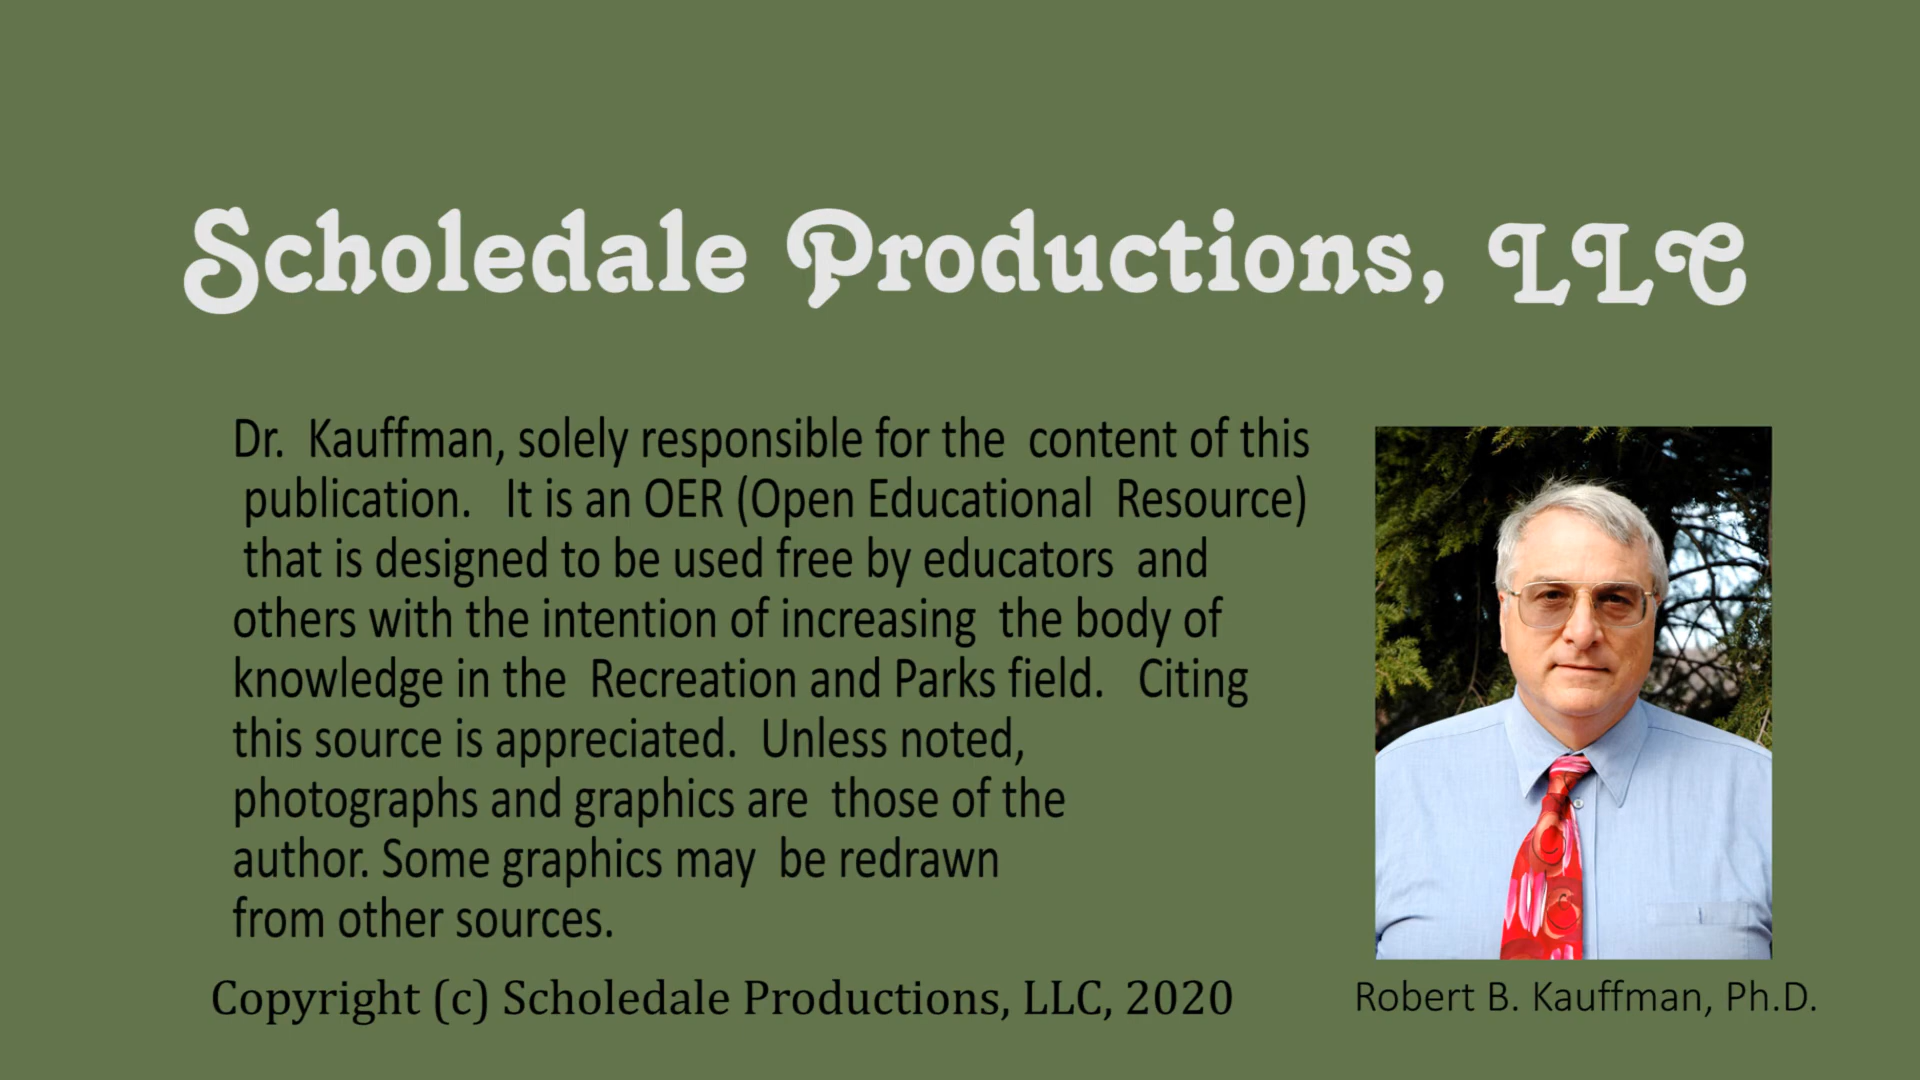 Scholedale Productions, LLC
Dr. Kauffman, solely responsible for the content of this
publication. It is an OER (Open Educational Resource)
that is designed to be used free by educators and
others with the intention of increasing the body of
knowledge in the Recreation and Parks field. Citing
this source is appreciated. Unless noted,
photographs and graphics are those of the
author. Some graphics may be redrawn
from other sources.
Copyright (c) Scholedale Productions, LLC, 2020
Robert B. Kauffman, Ph.D.